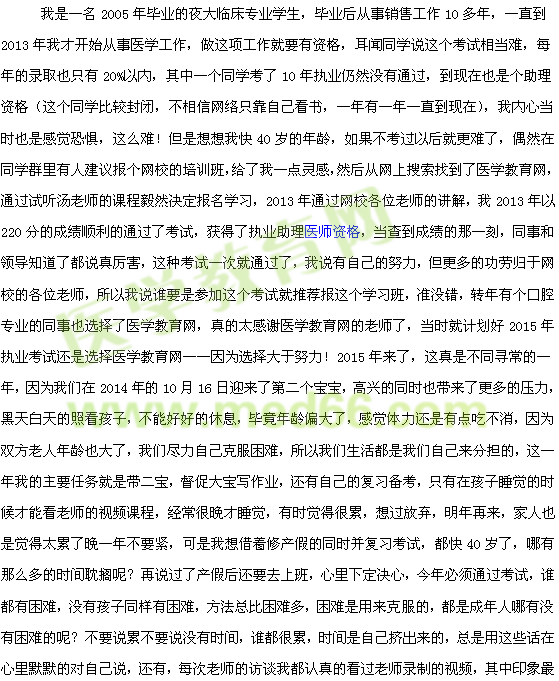 我是一名 2005 年毕业的夜大临床专业学生，毕业后从事销售工作 10 多年，一直到
2013 年我才开始从事医学工作，做这项工作就要有资格，耳闻同学说这个考试相当难，每
年的录取也只有 20%以内，其中一个同学考了 10 年执业仍然没有通过，到现在也是个助理
资格（这个同学比较封闭，不相信网络只靠自己看书，一年有一年一直到现在），我内心当
时也是感觉恐惧，这么难！但是想想我快 40 岁的年龄，如果不考过以后就更难了，偶然在
同学群里有人建议报个网校的培训班，给了我一点灵感，然后从网上搜索找到了医学教育网，
通过试听汤老师的课程毅然决定报名学习，2013 年通过网校各位老师的讲解，我 2013 年以
220 分的成绩顺利的通过了考试，获得了执业助理医师资格，当查到成绩的那一刻，同事和
领导知道了都说真厉害，这种考试一次就通过了，我说有自己的努力，但更多的功劳归于网
校的各位老师，所以我说谁要是参加这个考试就推荐报这个学习班，准没错，转年有个口腔
专业的同事也选择了医学教育网，真的太感谢医学教育网的老师了，当时就计划好 2015 年
执业考试还是选择医学教育网——因为选择大于努力！2015 年来了，这真是不同寻常的一
年，因为我们在 2014 年的 10 月 16 日迎来了第二个宝宝，高兴的同时也带来了更多的压力，
黑天白天的照看孩子，不能好好的休息，毕竟年龄偏大了，感觉体力还是有点吃不消，因为
双方老人年龄也大了，我们尽力自己克服困难，所以我们生活都是我们自己来分担的，这一
年我的主要任务就是带二宝，督促大宝写作业，还有自己的复习备考，只有在孩子睡觉的时
候才能看老师的视频课程，经常很晚才睡觉，有时觉得很累，想过放弃，明年再来，家人也
是觉得太累了晚一年不要紧，可是我想借着修产假的同时并复习考试，都快 40 岁了，哪有
那么多的时间耽搁呢？再说过了产假后还要去上班，心里下定决心，今年必须通过考试，谁
都有困难，没有孩子同样有困难，方法总比困难多，困难是用来克服的，都是成年人哪有没
有困难的呢？不要说累不要说没有时间，谁都很累，时间是自己挤出来的，总是用这些话在
心里默默的对自己说，还有，每次老师的访谈我都认真的看过老师录制的视频，其中印象最
医学教育网
www.med66.com